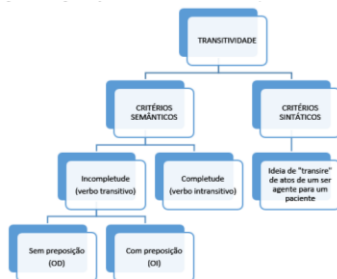 TRANSITIVIDADE
CRITÉRIOS
SEMÂNTICOS
CRITÉRIOS
SINTÁTICOS
Incompletude
(verbo transitivo)
Completude
(verbo intransitivo)
Ideia de "transire"
de atos de um ser
agente para um
paciente
Sem preposição
(OD)
Com preposição
(OI)